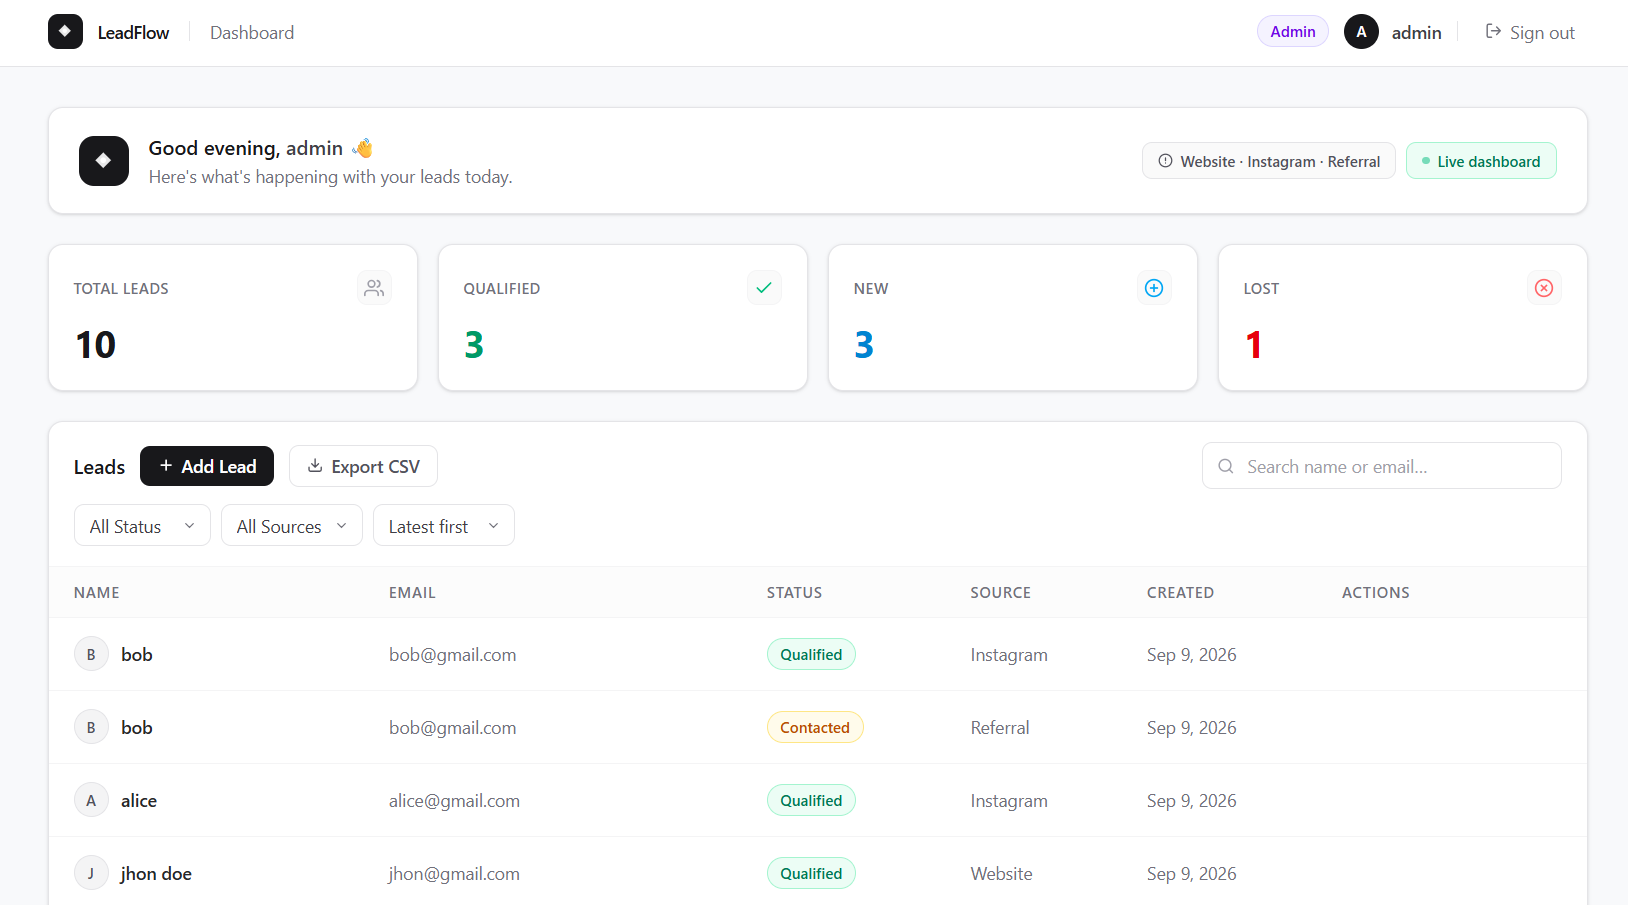 LeadFlow Dashboard Admin A admin Sign out
Good evening, admin 👋
Here's what's happening with your leads today.
Website · Instagram · Referral Live dashboard
TOTAL LEADS
10
QUALIFIED
3
NEW
3
LOST
1
Leads + Add Lead Export CSV Search name or email...
All Status All Sources Latest first
NAME EMAIL STATUS SOURCE CREATED ACTIONS
B bob bob@gmail.com Qualified Instagram Sep 9, 2026
B bob bob@gmail.com Contacted Referral Sep 9, 2026
A alice alice@gmail.com Qualified Instagram Sep 9, 2026
J jhon doe jhon@gmail.com Qualified Website Sep 9, 2026